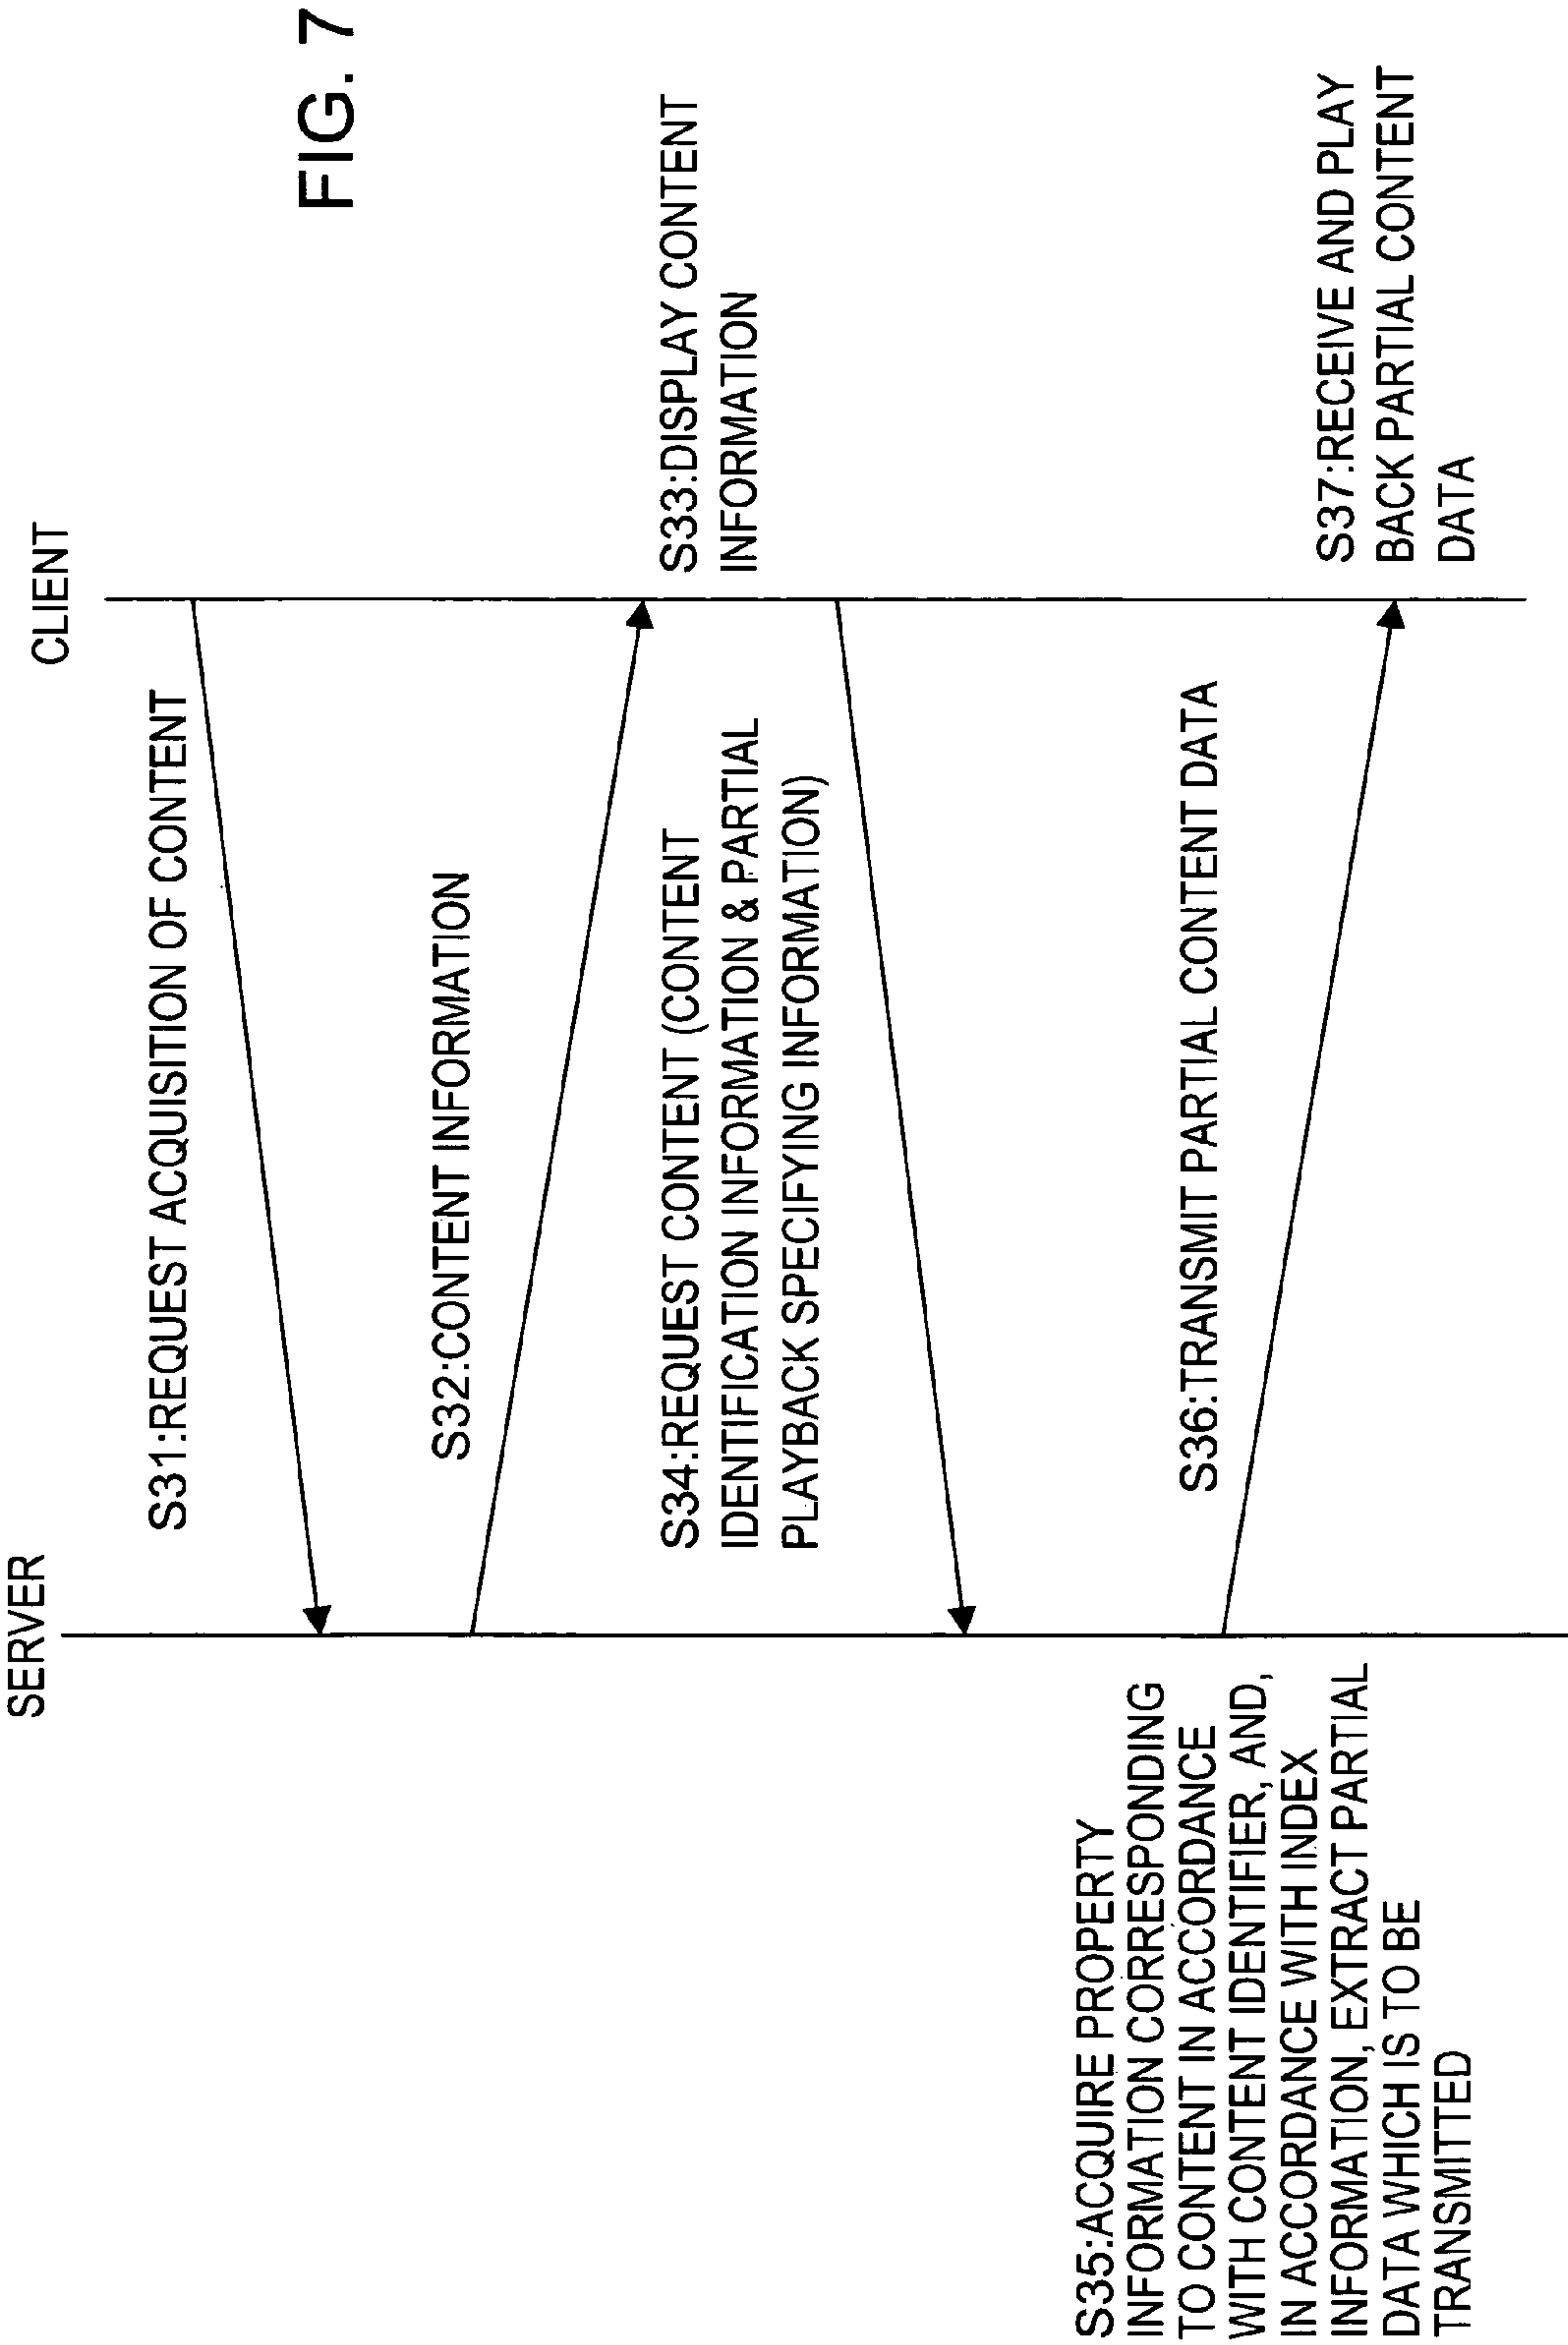 FIG. 7
SERVER
CLIENT
S31:REQUEST ACQUISITION OF CONTENT
S32:CONTENT INFORMATION
S33:DISPLAY CONTENT
INFORMATION
S34:REQUEST CONTENT (CONTENT
IDENTIFICATION INFORMATION & PARTIAL
PLAYBACK SPECIFYING INFORMATION)
S35:ACQUIRE PROPERTY
INFORMATION CORRESPONDING
TO CONTENT IN ACCORDANCE
WITH CONTENT IDENTIFIER, AND,
IN ACCORDANCE WITH INDEX
INFORMATION, EXTRACT PARTIAL
DATA WHICH IS TO BE
TRANSMITTED
S36:TRANSMIT PARTIAL CONTENT DATA
S37:RECEIVE AND PLAY
BACK PARTIAL CONTENT
DATA